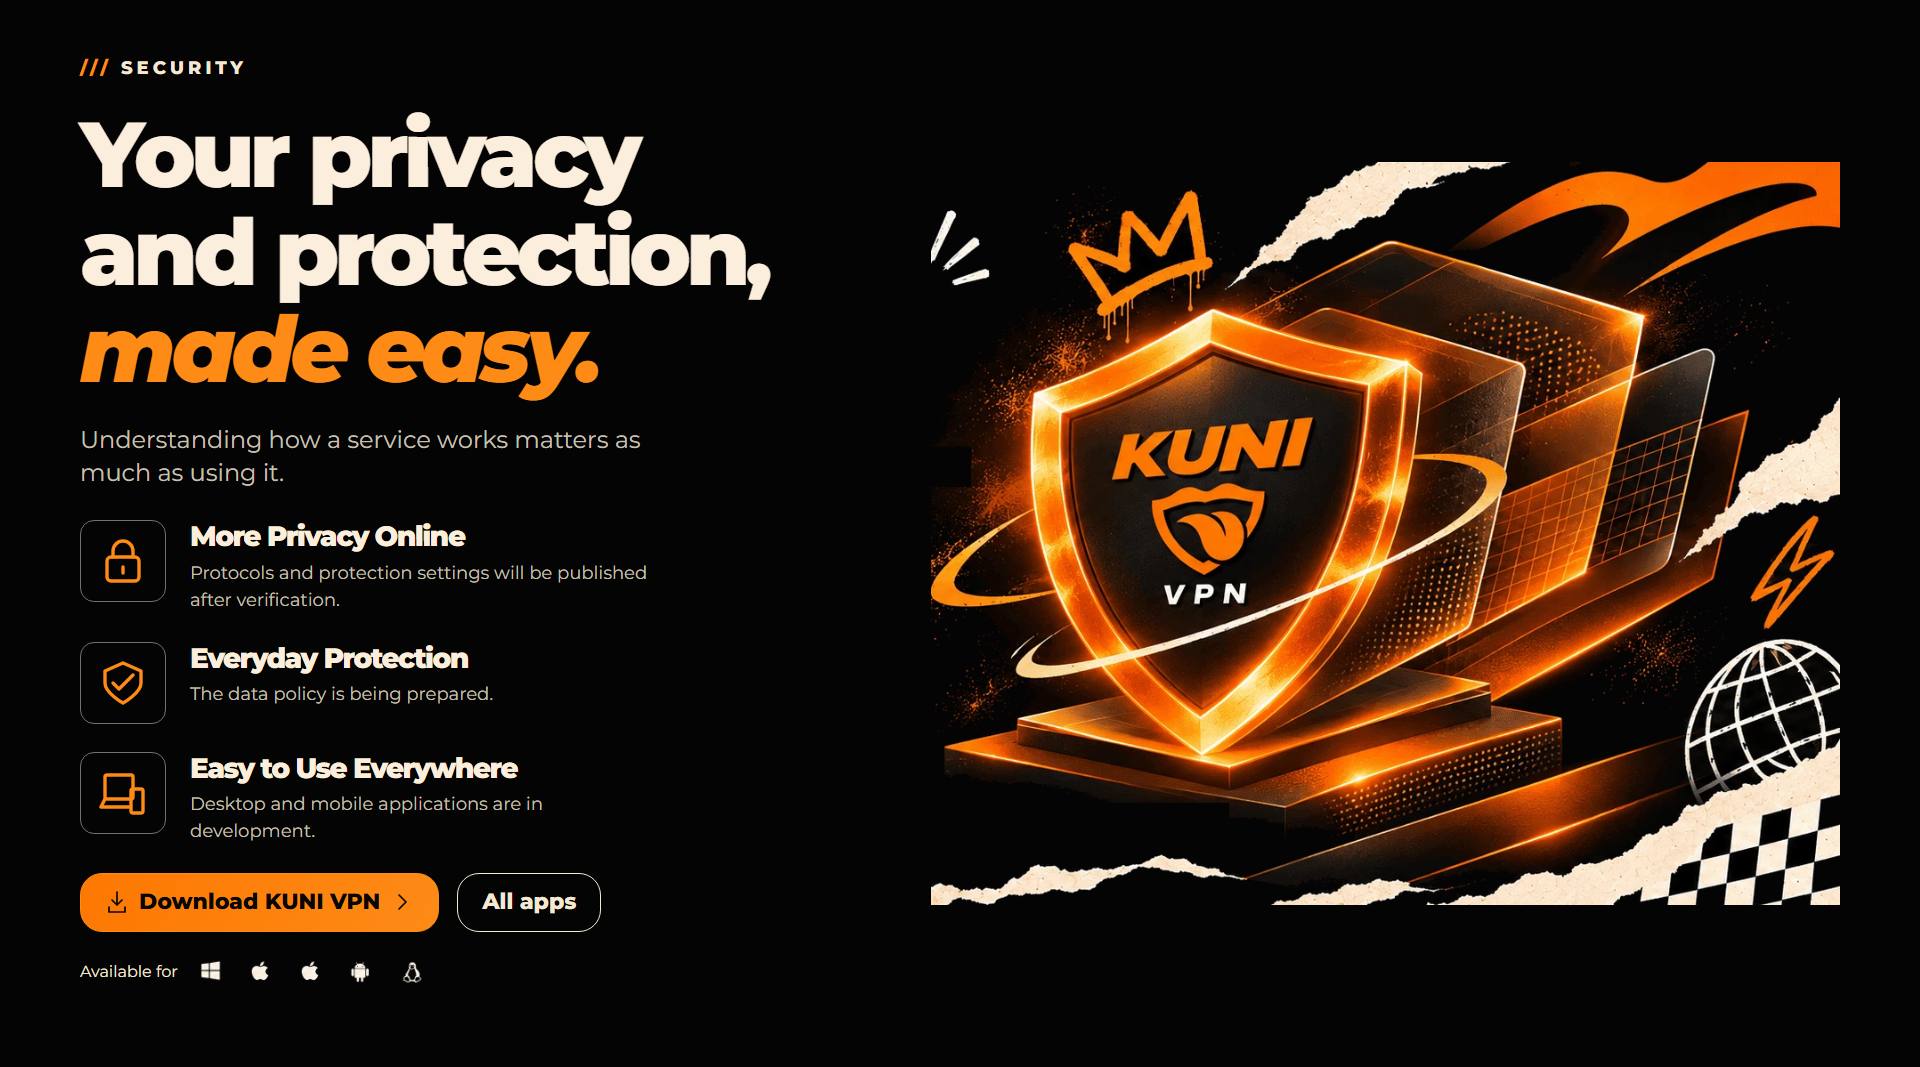 /// SECURITY
Your privacy
and protection,
made easy.
Understanding how a service works matters as
much as using it.
More Privacy Online
Protocols and protection settings will be published
after verification.
Everyday Protection
The data policy is being prepared.
Easy to Use Everywhere
Desktop and mobile applications are in
development.
Download KUNI VPN
All apps
Available for
KUNI
VPN